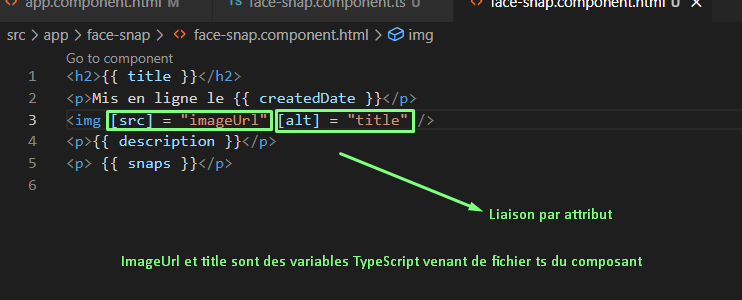 app.component.html M face-snap.component.ts U face-snap.component.html U
src > app > face-snap > face-snap.component.html > img
Go to component
1 <h2>{{ title }}</h2>
2 <p>Mis en ligne le {{ createdDate }}</p>
3 <img [src] = "imageUrl" [alt] = "title" />
4 <p>{{ description }}</p>
5 <p> {{ snaps }}</p>
6
Liaison par attribut
ImageUrl et title sont des variables TypeScript venant de fichier ts du composant